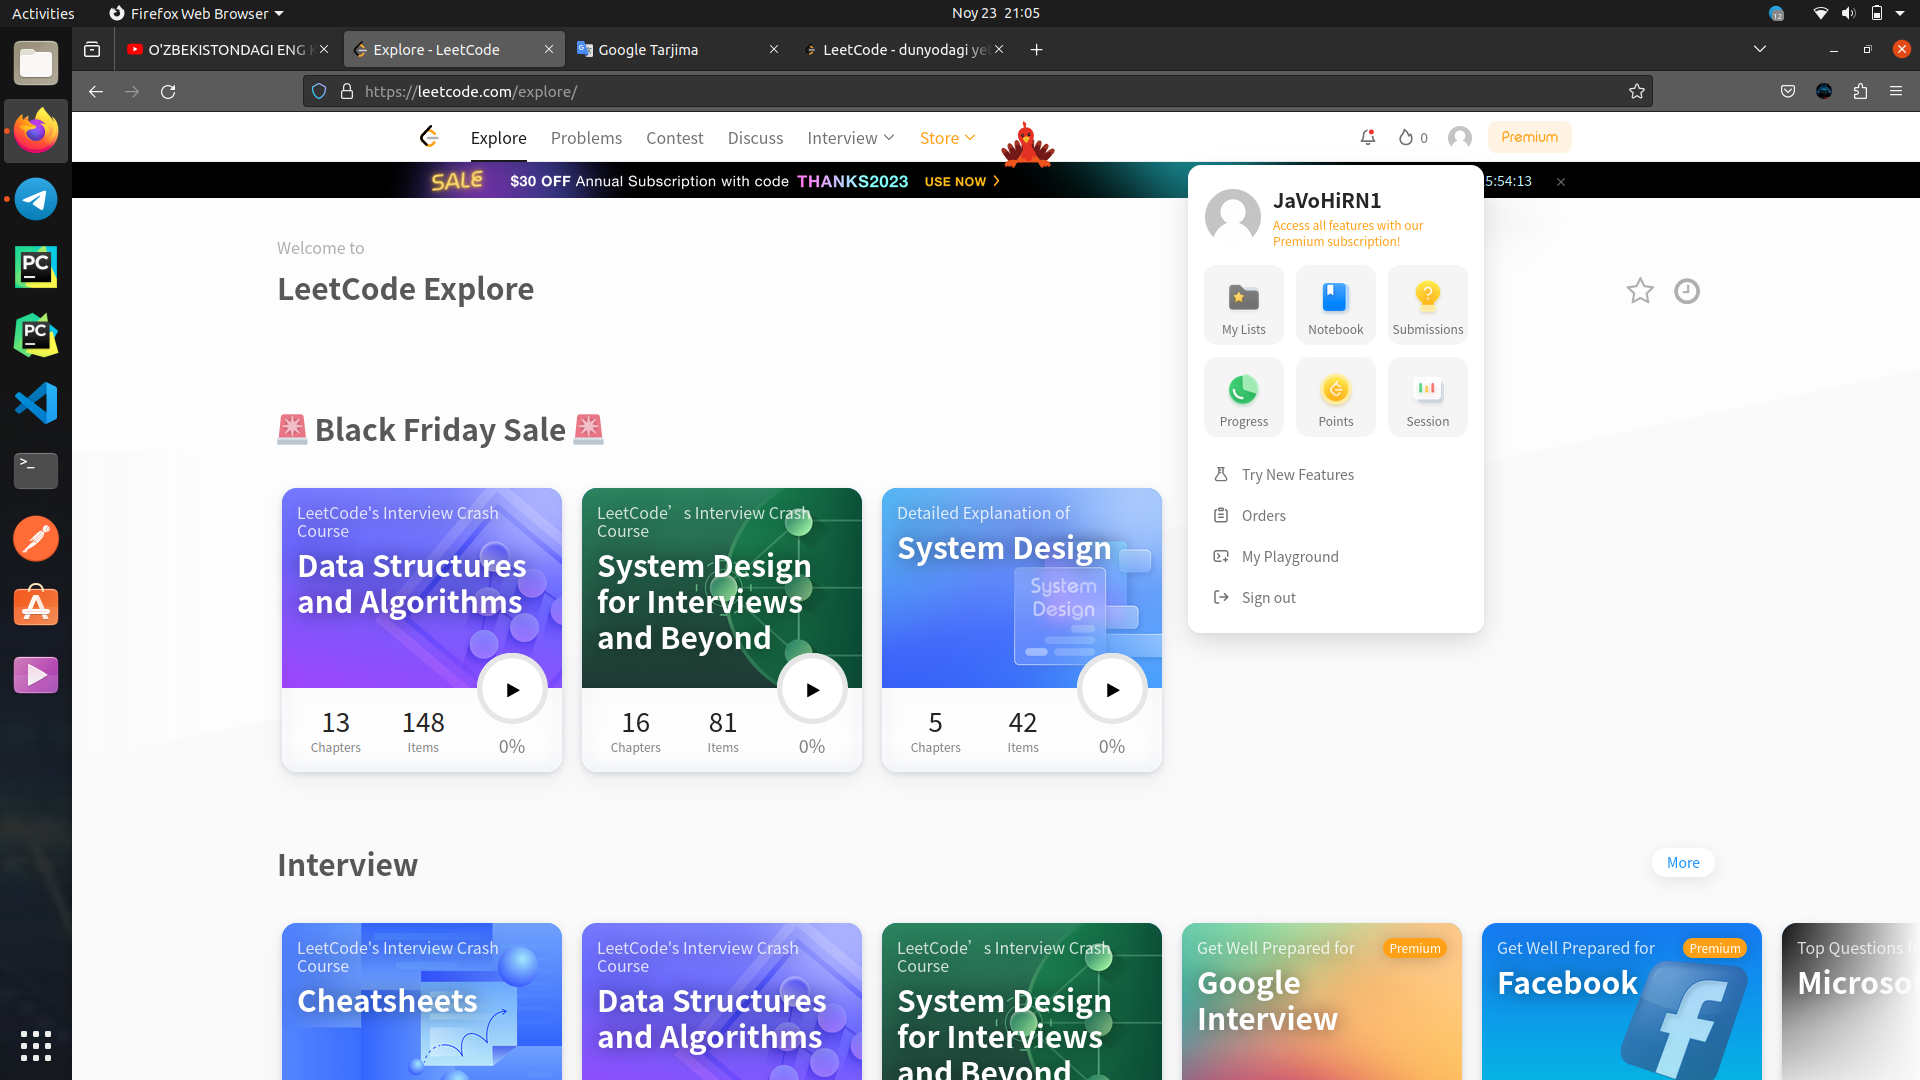 Activities
Firefox Web Browser
Nov 23 21:05
12
O'ZBEKISTONDAGI ENG
Explore - LeetCode
Google Tarjima
LeetCode - dunyodagi ye
https://leetcode.com/explore/
Explore
Problems
Contest
Discuss
Interview
Store
0
Premium
SALE
$30 OFF Annual Subscription with code THANKS2023 USE NOW
5:54:13
JaVoHiRN1
Access all features with our
Premium subscription!
My Lists
Notebook
Submissions
Progress
Points
Session
Try New Features
Orders
My Playground
Sign out
Welcome to
LeetCode Explore
Black Friday Sale
LeetCode's Interview Crash
Course
Data Structures
and Algorithms
13
Chapters
148
Items
0%
LeetCode’s Interview Crash
Course
System Design
for Interviews
and Beyond
16
Chapters
81
Items
0%
Detailed Explanation of
System Design
System
Design
5
Chapters
42
Items
0%
Interview
More
LeetCode's Interview Crash
Course
Cheatsheets
LeetCode's Interview Crash
Course
Data Structures
and Algorithms
LeetCode’s Interview Crash
Course
System Design
for Interviews
and Beyond
Get Well Prepared for
Premium
Google
Interview
Get Well Prepared for
Premium
Facebook
Top Questions
Microso
PC
PC
>_